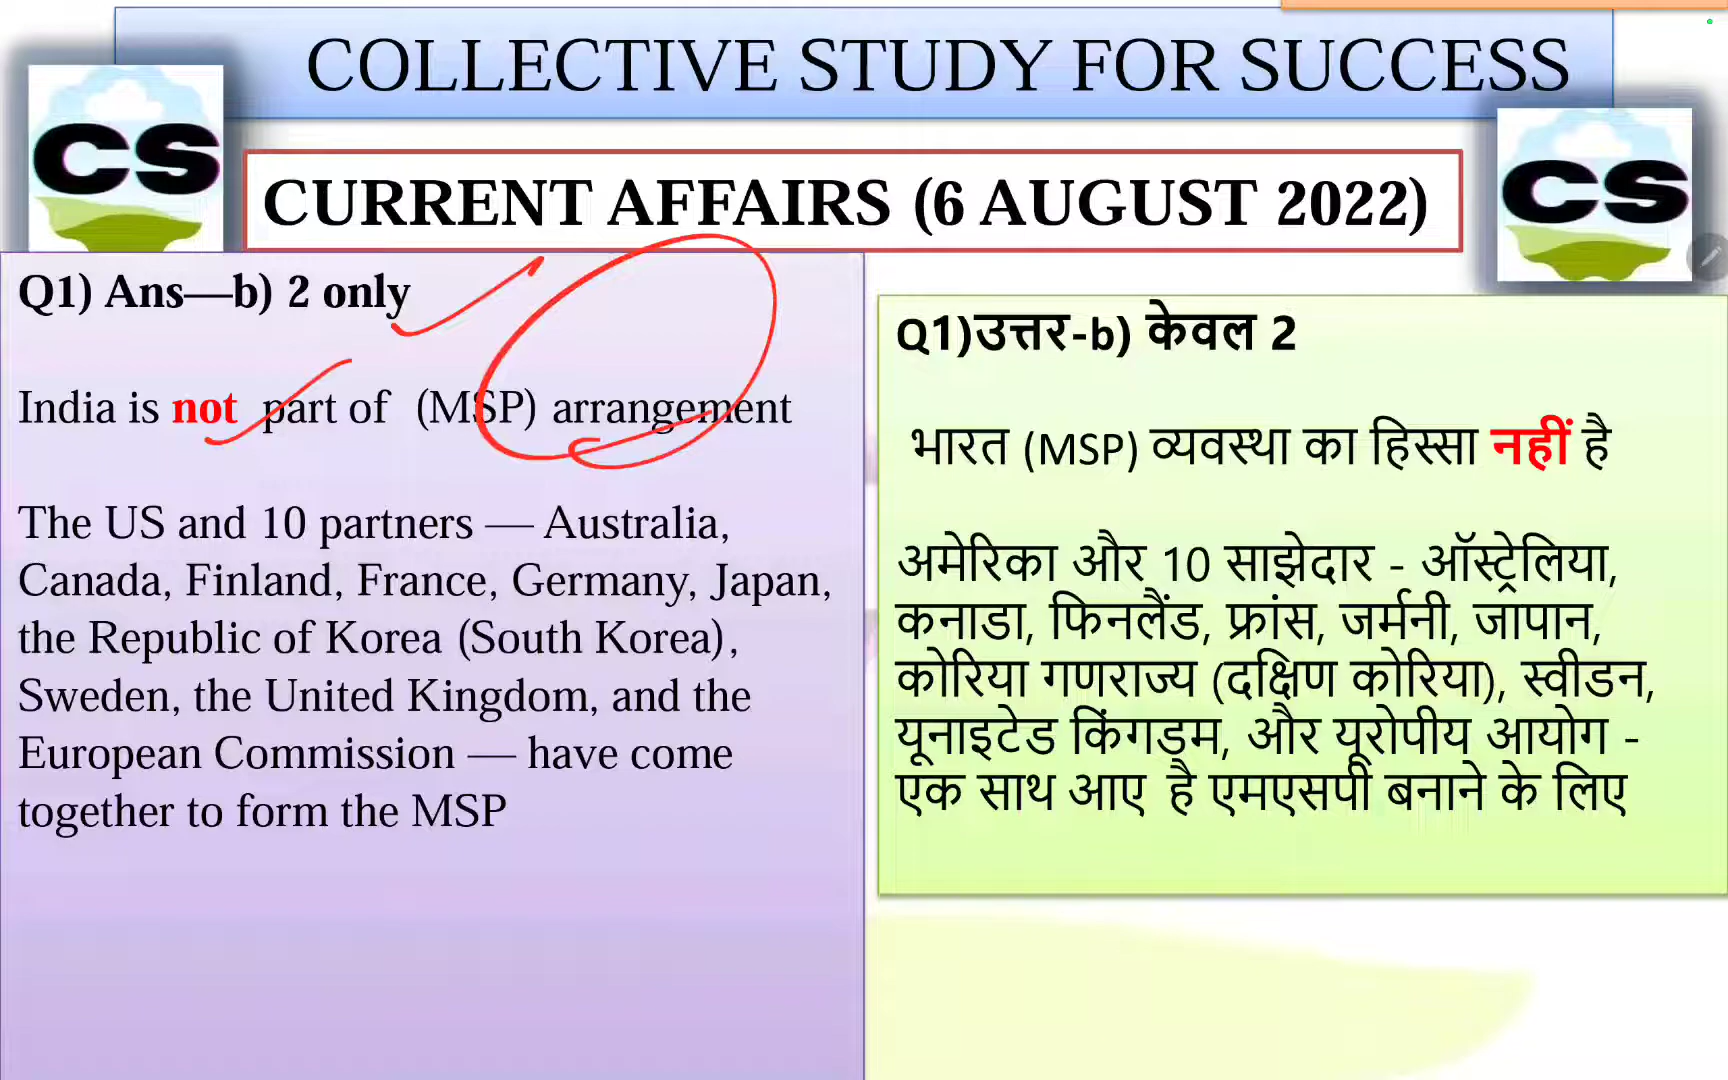 COLLECTIVE STUDY FOR SUCCESS
CS
CS
CURRENT AFFAIRS (6 AUGUST 2022)
Q1) Ans—b) 2 only
India is not part of (MSP) arrangement
The US and 10 partners — Australia,
Canada, Finland, France, Germany, Japan,
the Republic of Korea (South Korea),
Sweden, the United Kingdom, and the
European Commission — have come
together to form the MSP
Q1)उत्तर-b) केवल 2
भारत (MSP) व्यवस्था का हिस्सा नहीं है
अमेरिका और 10 साझेदार - ऑस्ट्रेलिया,
कनाडा, फिनलैंड, फ्रांस, जर्मनी, जापान,
कोरिया गणराज्य (दक्षिण कोरिया), स्वीडन,
यूनाइटेड किंगडम, और यूरोपीय आयोग -
एक साथ आए है एमएसपी बनाने के लिए